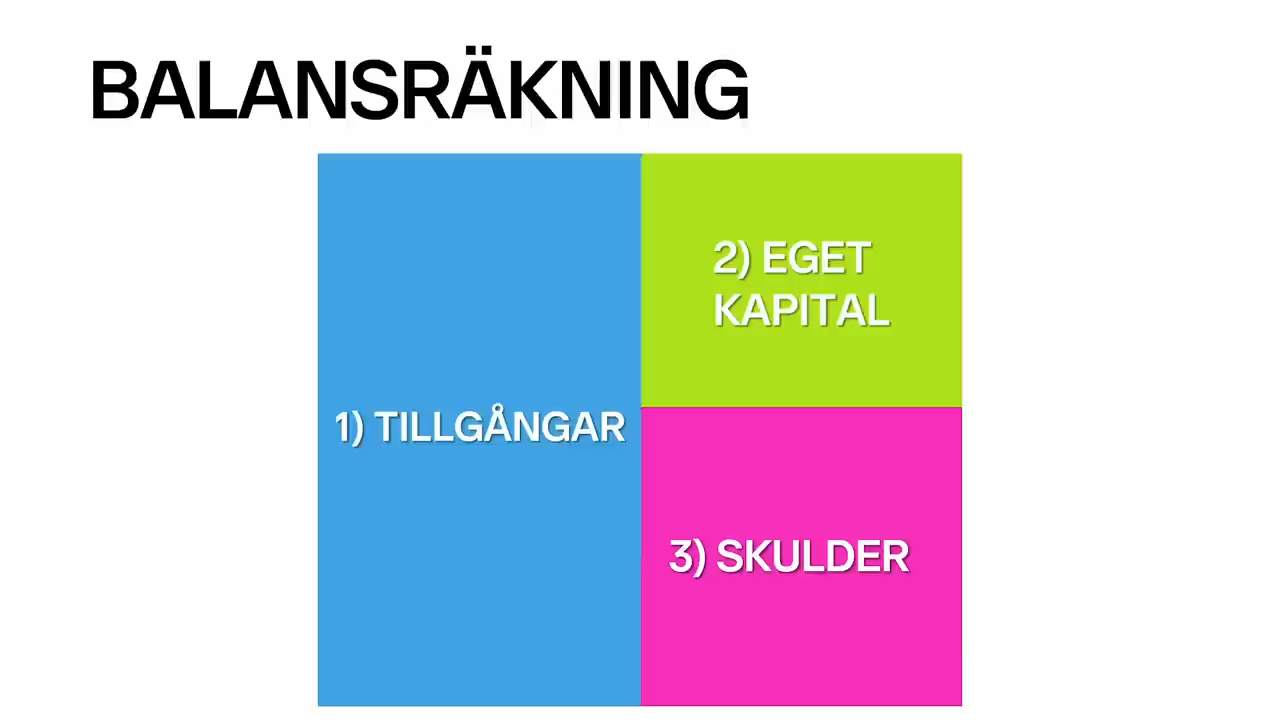 BALANSRÄKNING
1) TILLGÅNGAR
2) EGET
KAPITAL
3) SKULDER